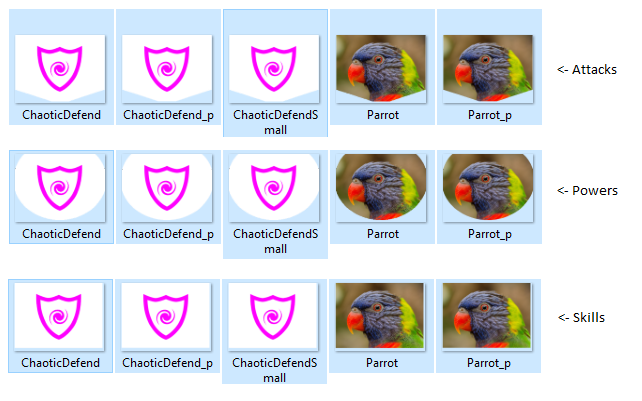 ChaoticDefend ChaoticDefend_p ChaoticDefendS Parrot Parrot_p <- Attacks
mall
ChaoticDefend ChaoticDefend_p ChaoticDefendS Parrot Parrot_p <- Powers
mall
ChaoticDefend ChaoticDefend_p ChaoticDefendS Parrot Parrot_p <- Skills
mall